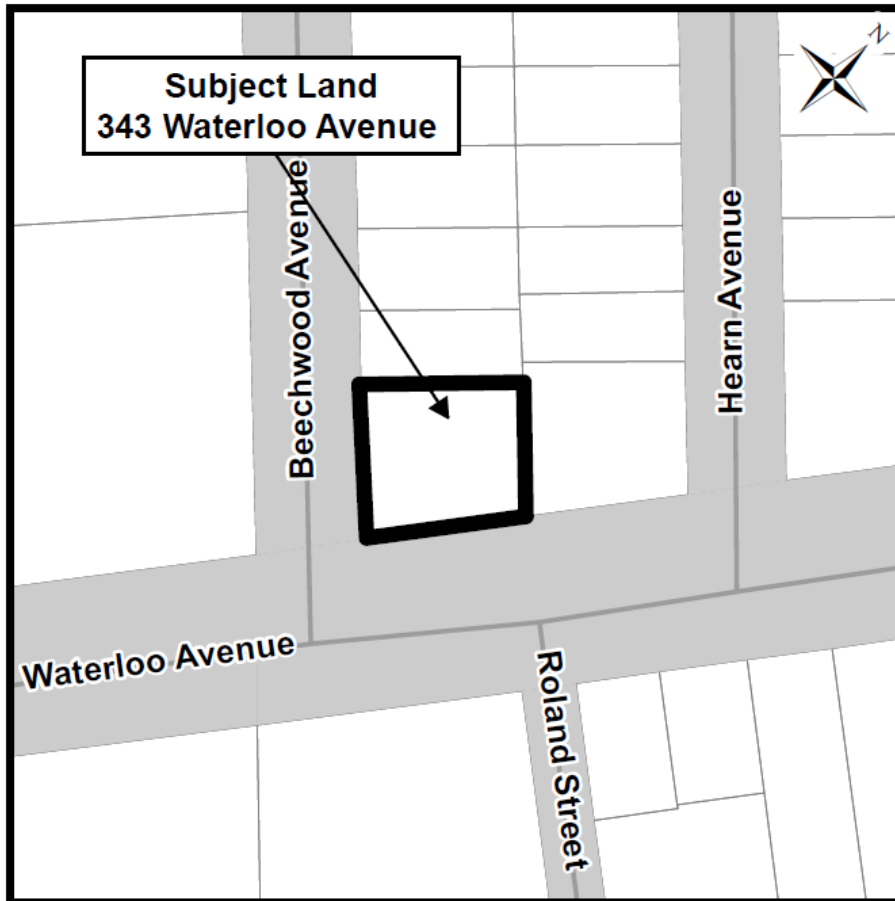 N
Subject Land
343 Waterloo Avenue
Beechwood Avenue
Hearn Avenue
Waterloo Avenue
Roland Street